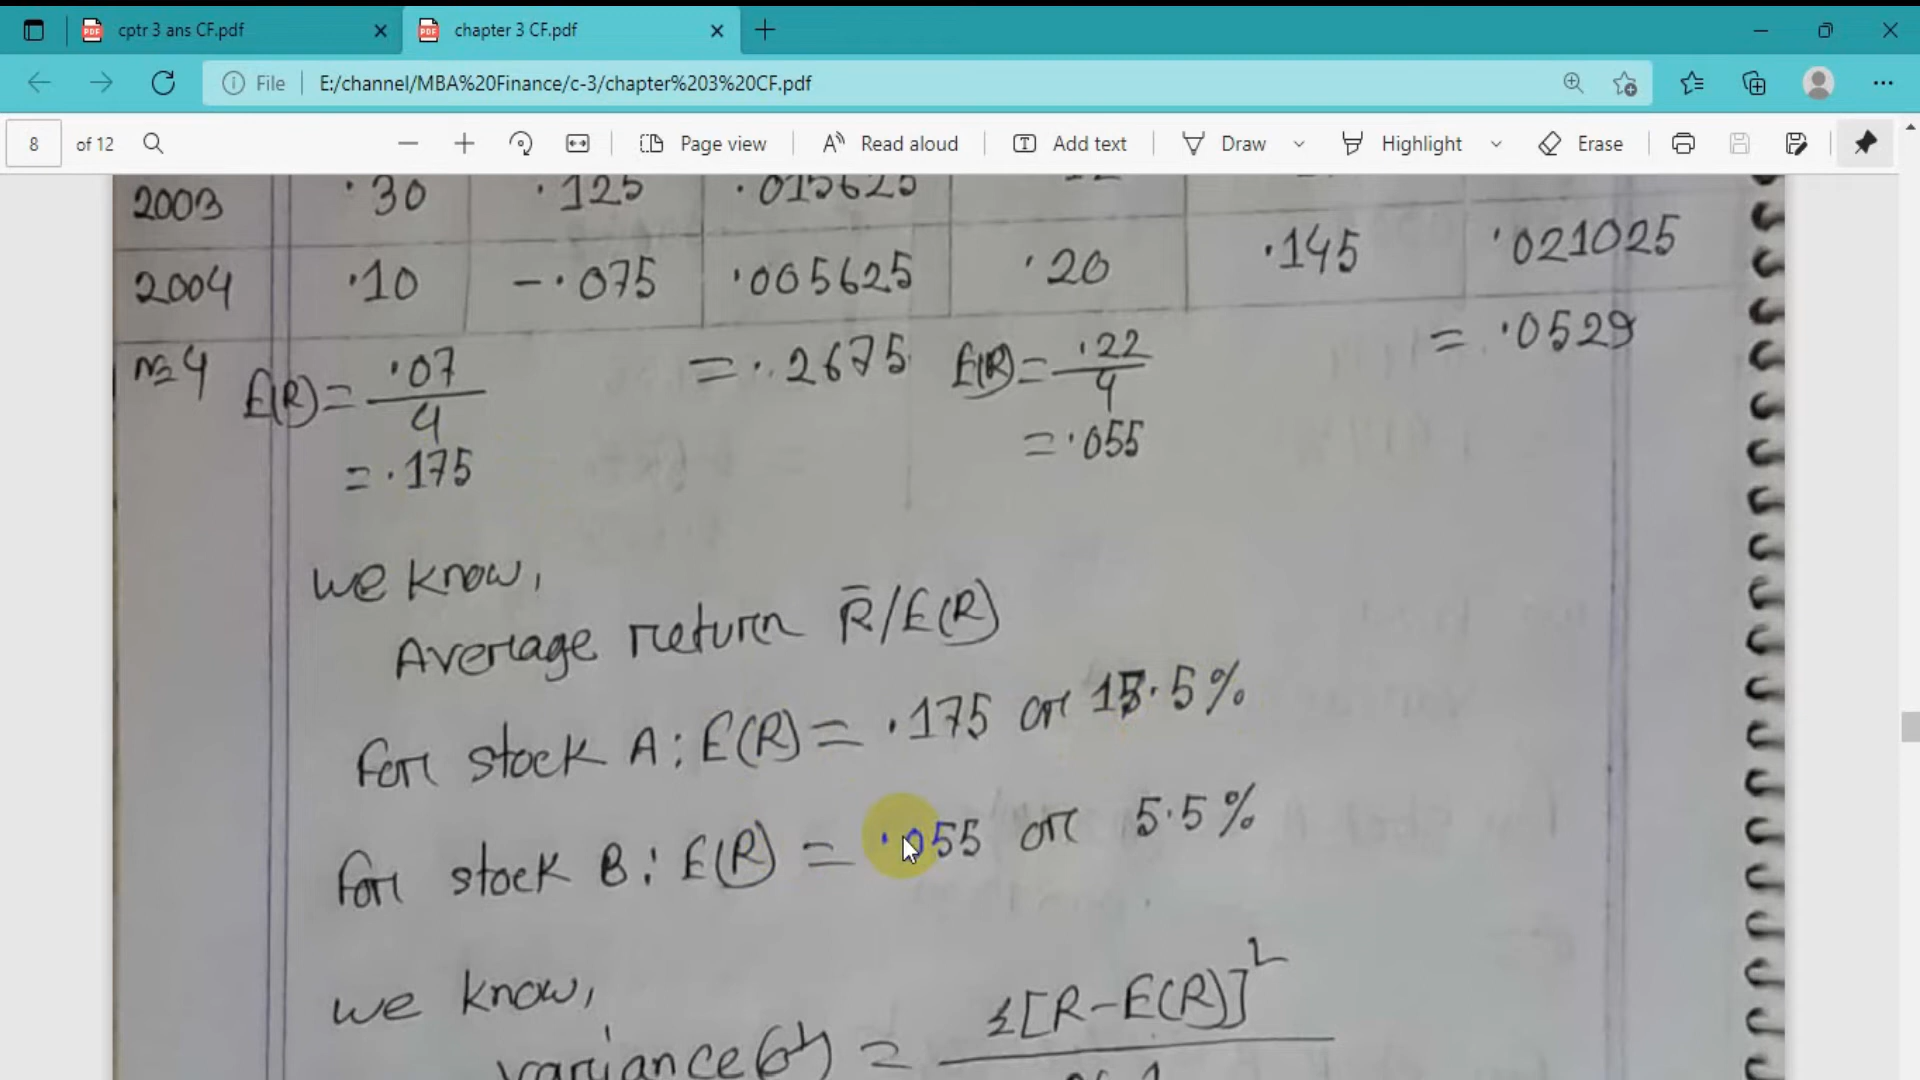 cptr 3 ans CF.pdf
chapter 3 CF.pdf
File
E:/channel/MBA%20Finance/c-3/chapter%203%20CF.pdf
8 of 12
Page view
Read aloud
Add text
Draw
Highlight
Erase
2003 .30 .125 .015625
2004 .10 -.075 .005625 .20 .145 .021025
n=4 E(R) = .07/4 = .2675 E(R) = .22/4 = .0529
= .175 = .055
we know,
Average return R̄/E(R)
For stock A: E(R) = .175 or 17.5%
For stock B: E(R) = .055 or 5.5%
we know,
variance(σ²) = Σ[R-E(R)]²